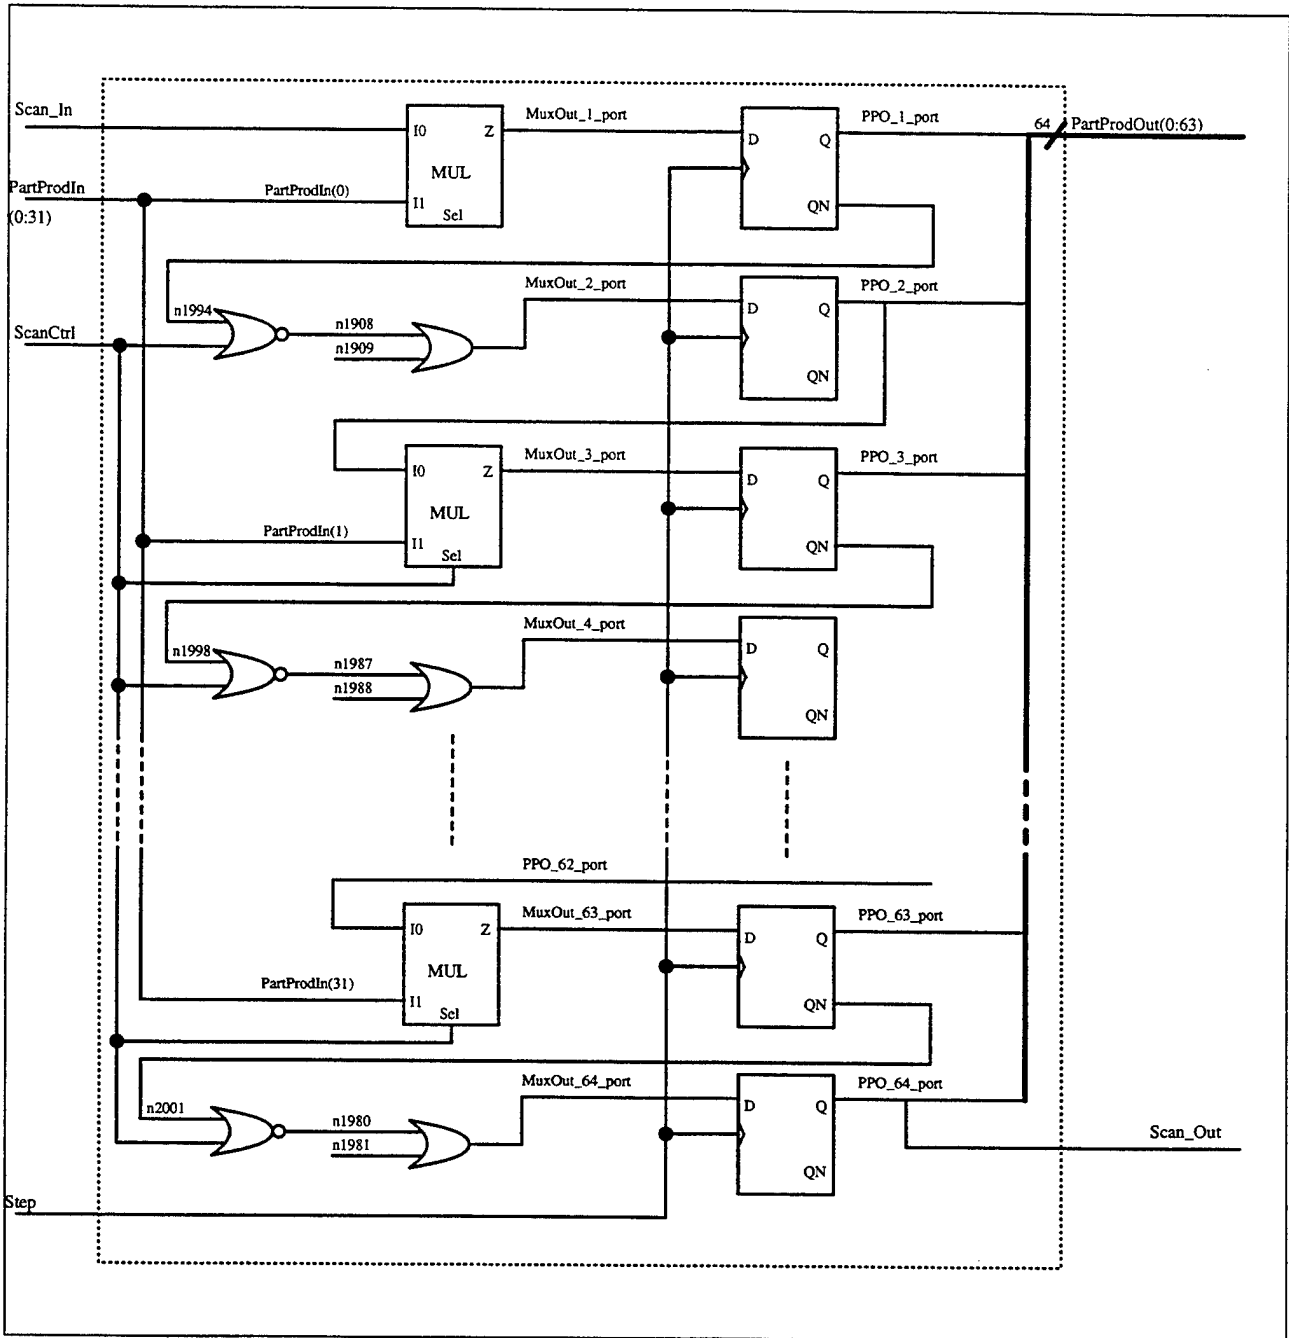 Scan_In
I0 Z
MuxOut_1_port
D Q
PPO_1_port
64
PartProdOut(0:63)
MUL
PartProdIn
(0:31)
PartProdIn(0)
I1
Sel
QN
MuxOut_2_port
PPO_2_port
D Q
n1994
n1908
n1909
ScanCtrl
QN
MuxOut_3_port
PPO_3_port
I0 Z
D Q
MUL
PartProdIn(1)
I1
Sel
QN
MuxOut_4_port
n1998
n1987
n1988
D Q
QN
PPO_62_port
MuxOut_63_port
PPO_63_port
I0 Z
D Q
MUL
PartProdIn(31)
I1
Sel
QN
MuxOut_64_port
PPO_64_port
n2001
n1980
n1981
D Q
Scan_Out
QN
Step